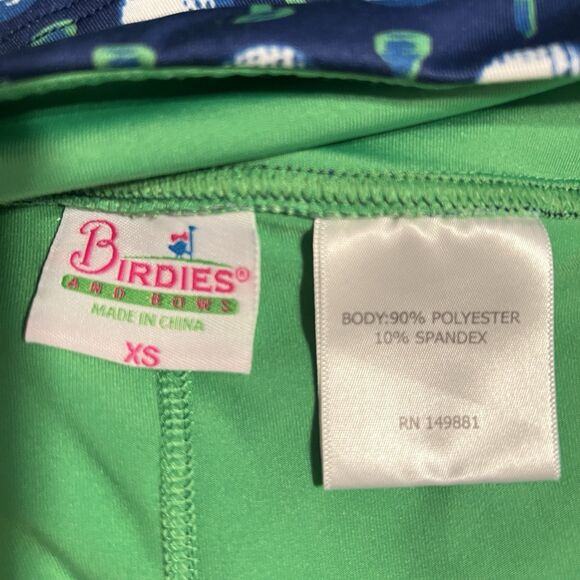 BIRDIES®
AND BOWS
MADE IN CHINA
XS
BODY:90% POLYESTER
10% SPANDEX
RN 149881